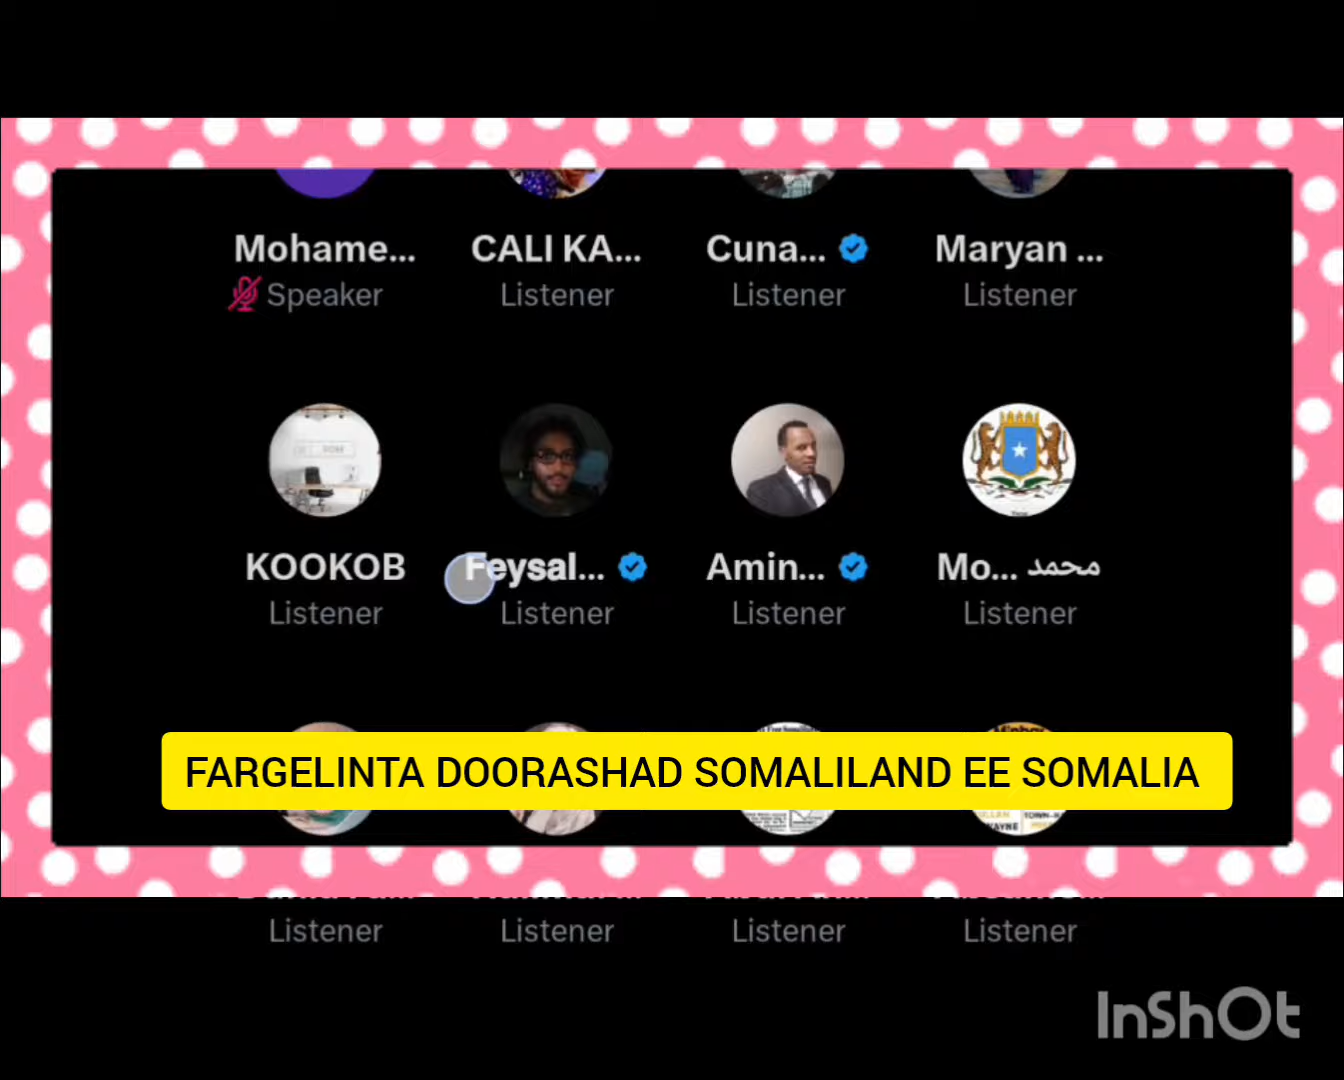 Mohame... CALI KA... Cuna... Maryan ...
Speaker Listener Listener Listener
KOOKOB Feysal... Amin... Mo... محمد
Listener Listener Listener Listener
FARGELINTA DOORASHAD SOMALILAND EE SOMALIA
Listener Listener Listener Listener
InShOt